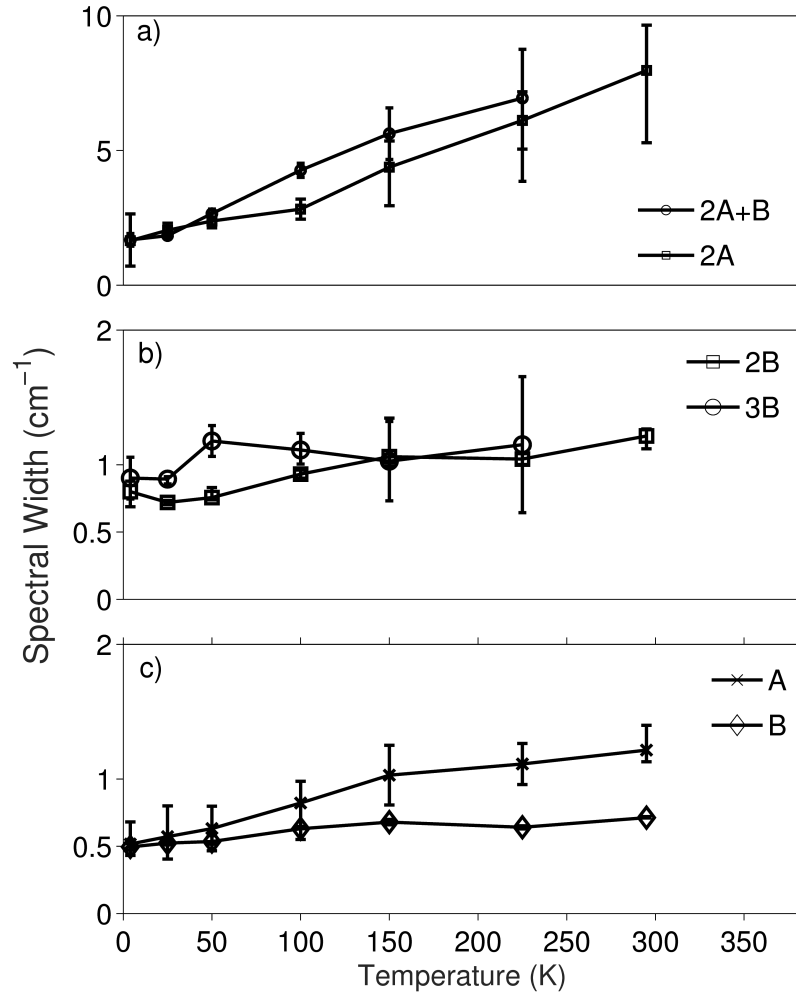 10
a)
5
2A+B
2A
0
2
b)
2B
3B
1
0.5
0
Spectral Width (cm−1)
2
c)
A
B
1
0.5
0
0 50 100 150 200 250 300 350
Temperature (K)